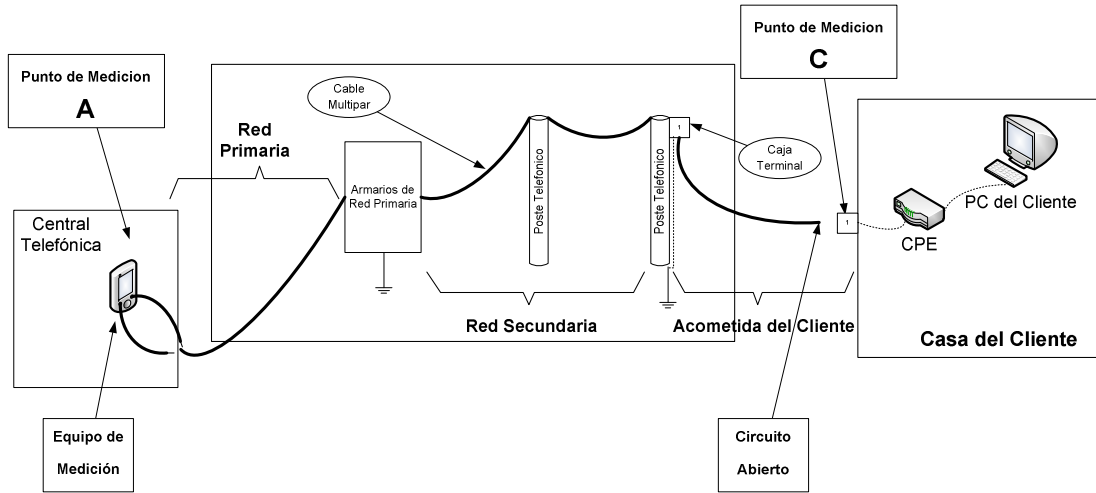 Punto de Medicion
A
Punto de Medicion
C
Cable
Multipar
Red
Primaria
Caja
Terminal
1
Armarios de
Red Primaria
Poste Telefonico
Poste Telefonico
Central
Telefónica
1
PC del Cliente
CPE
Red Secundaria
Acometida del Cliente
Casa del Cliente
Equipo de
Medición
Circuito
Abierto